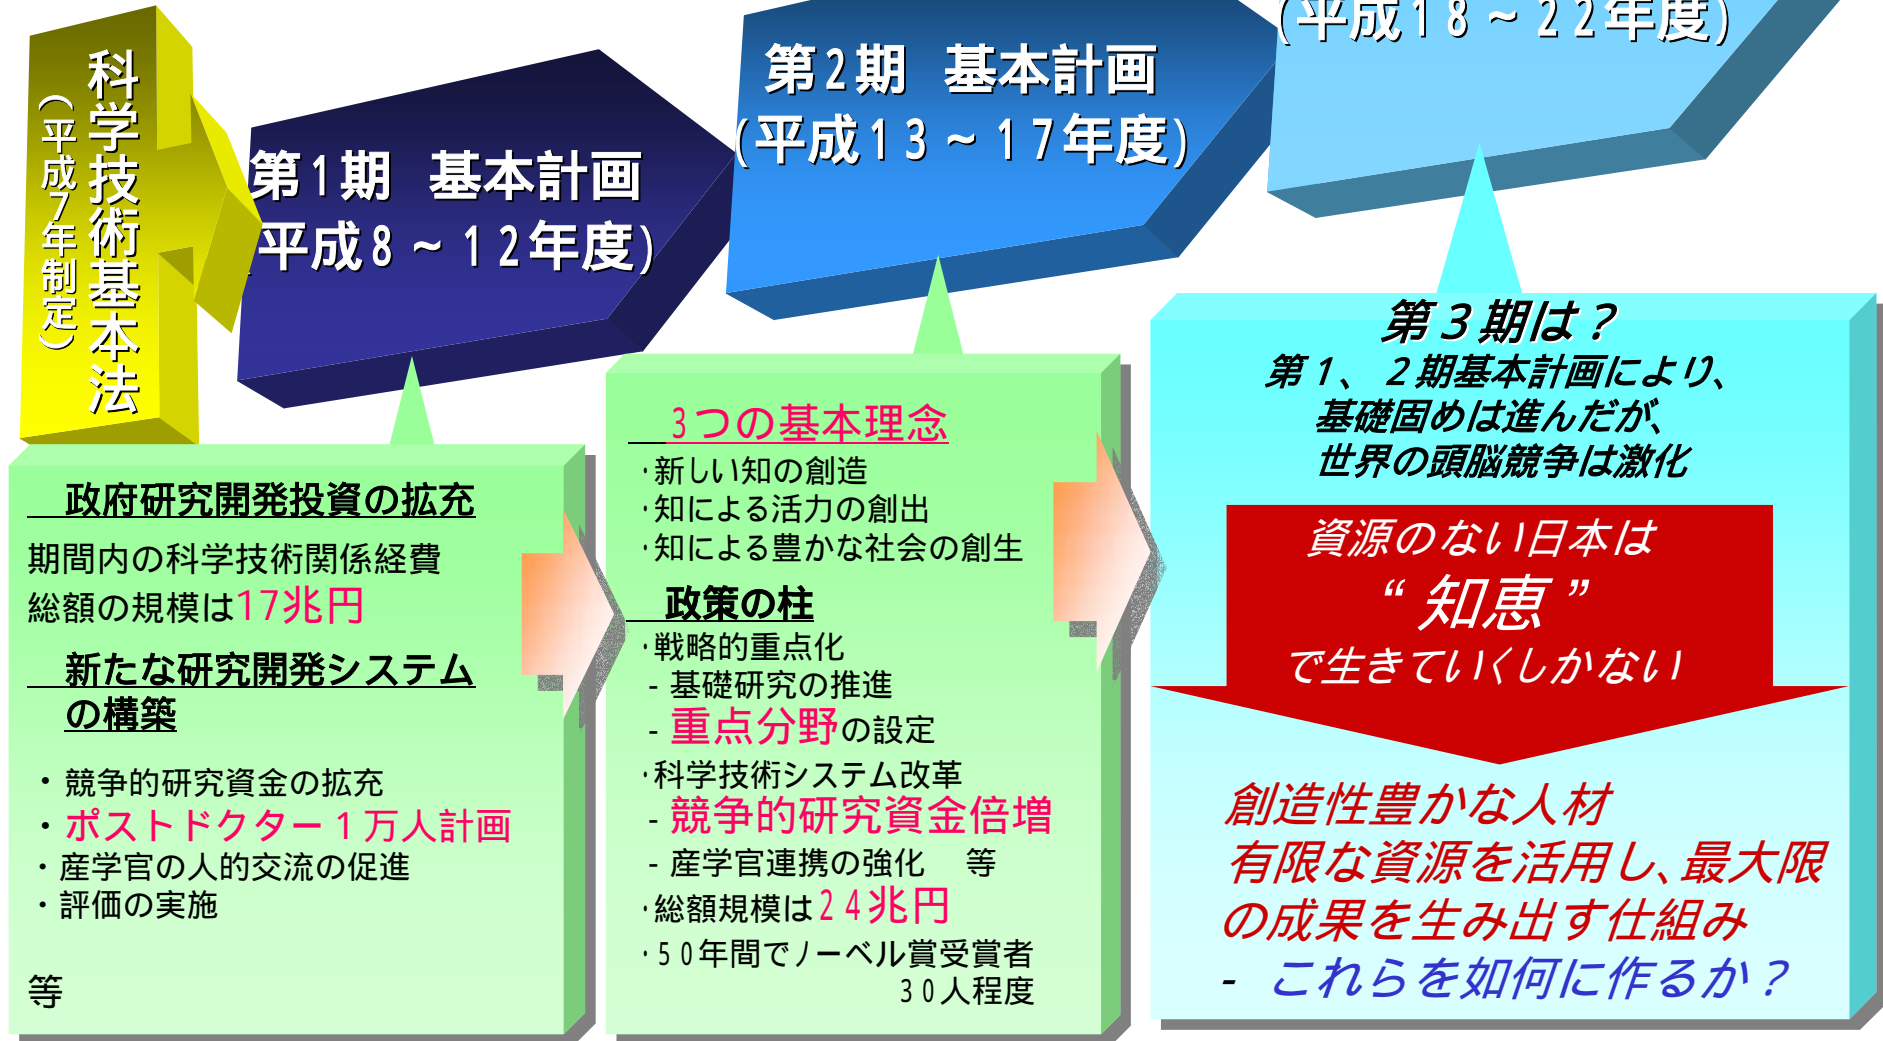 科学技術基本法
(平成7年制定)
第1期 基本計画
(平成8~12年度)
第2期 基本計画
(平成13~17年度)
(平成18~22年度)
政府研究開発投資の拡充
期間内の科学技術関係経費
総額の規模は17兆円
新たな研究開発システム
の構築
・競争的研究資金の拡充
・ポストドクター1万人計画
・産学官の人的交流の促進
・評価の実施
等
3つの基本理念
・新しい知の創造
・知による活力の創出
・知による豊かな社会の創生
政策の柱
・戦略的重点化
- 基礎研究の推進
- 重点分野の設定
・科学技術システム改革
- 競争的研究資金倍増
- 産学官連携の強化 等
・総額規模は24兆円
・50年間でノーベル賞受賞者
30人程度
第3期は?
第1、2期基本計画により、
基礎固めは進んだが、
世界の頭脳競争は激化
資源のない日本は
“知恵”
で生きていくしかない
創造性豊かな人材
有限な資源を活用し、最大限
の成果を生み出す仕組み
- これらを如何に作るか?